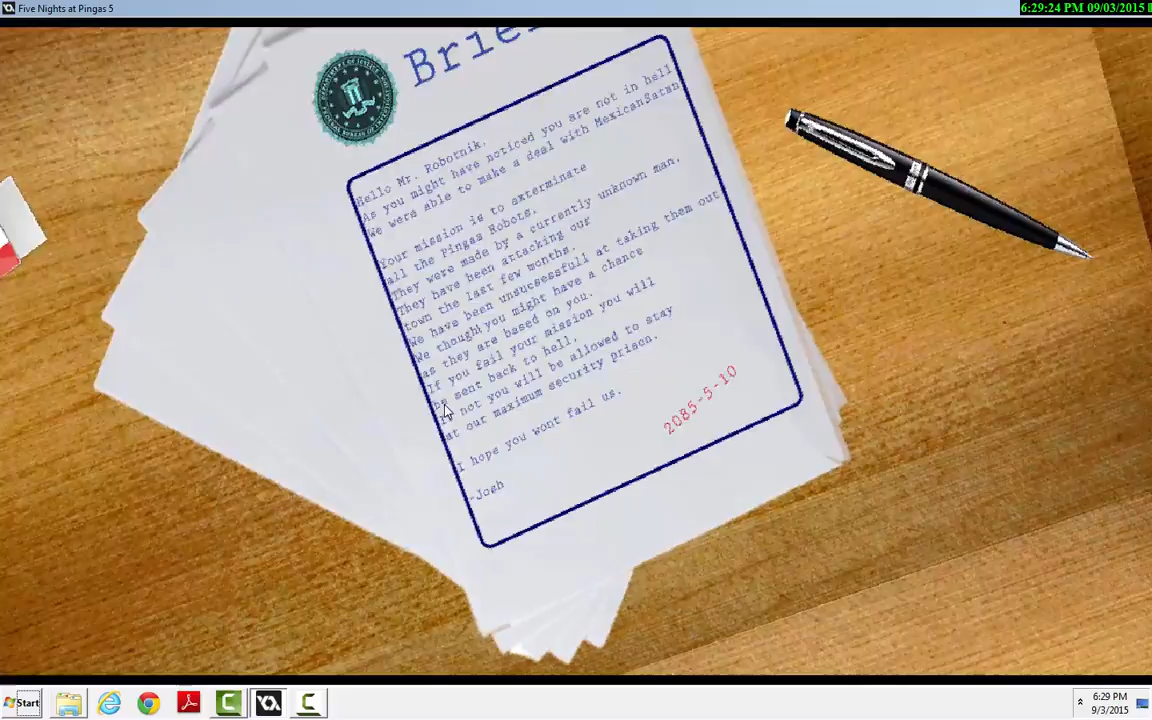 Five Nights at Pingas 5
6:29:24 PM 09/03/2015
Hello Mr. Robotnik.
As you might have noticed you are not in hell
We were able to make a deal with MexicanSatan
Your mission is to exterminate
all the Pingas Robots.
They were made by a currently unknown man.
They have been attacking our
town the last few months.
We have been unsucsessfull at taking them out
We thought you might have a chance
as they are based on you.
If you fail your mission you will
be sent back to hell.
If not you will be allowed to stay
at our maximum security prison.
I hope you wont fail us.
-Josh
2085-5-10
Start
6:29 PM
9/3/2015